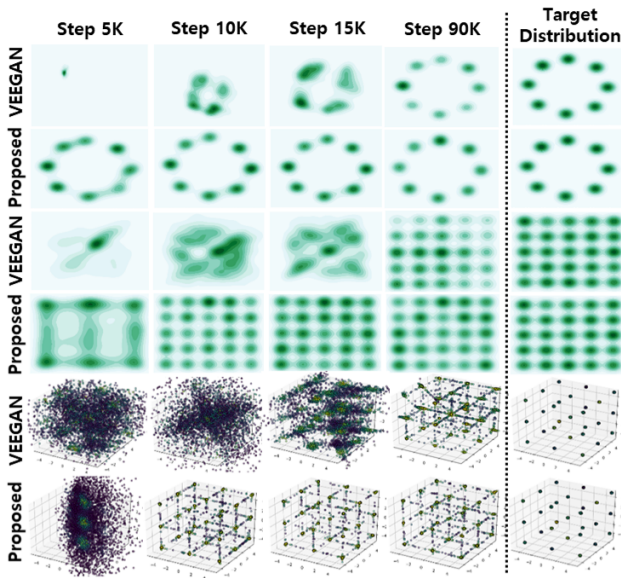 Step 5K
Step 10K
Step 15K
Step 90K
Target
Distribution
VEEGAN
Proposed
VEEGAN
Proposed
VEEGAN
Proposed